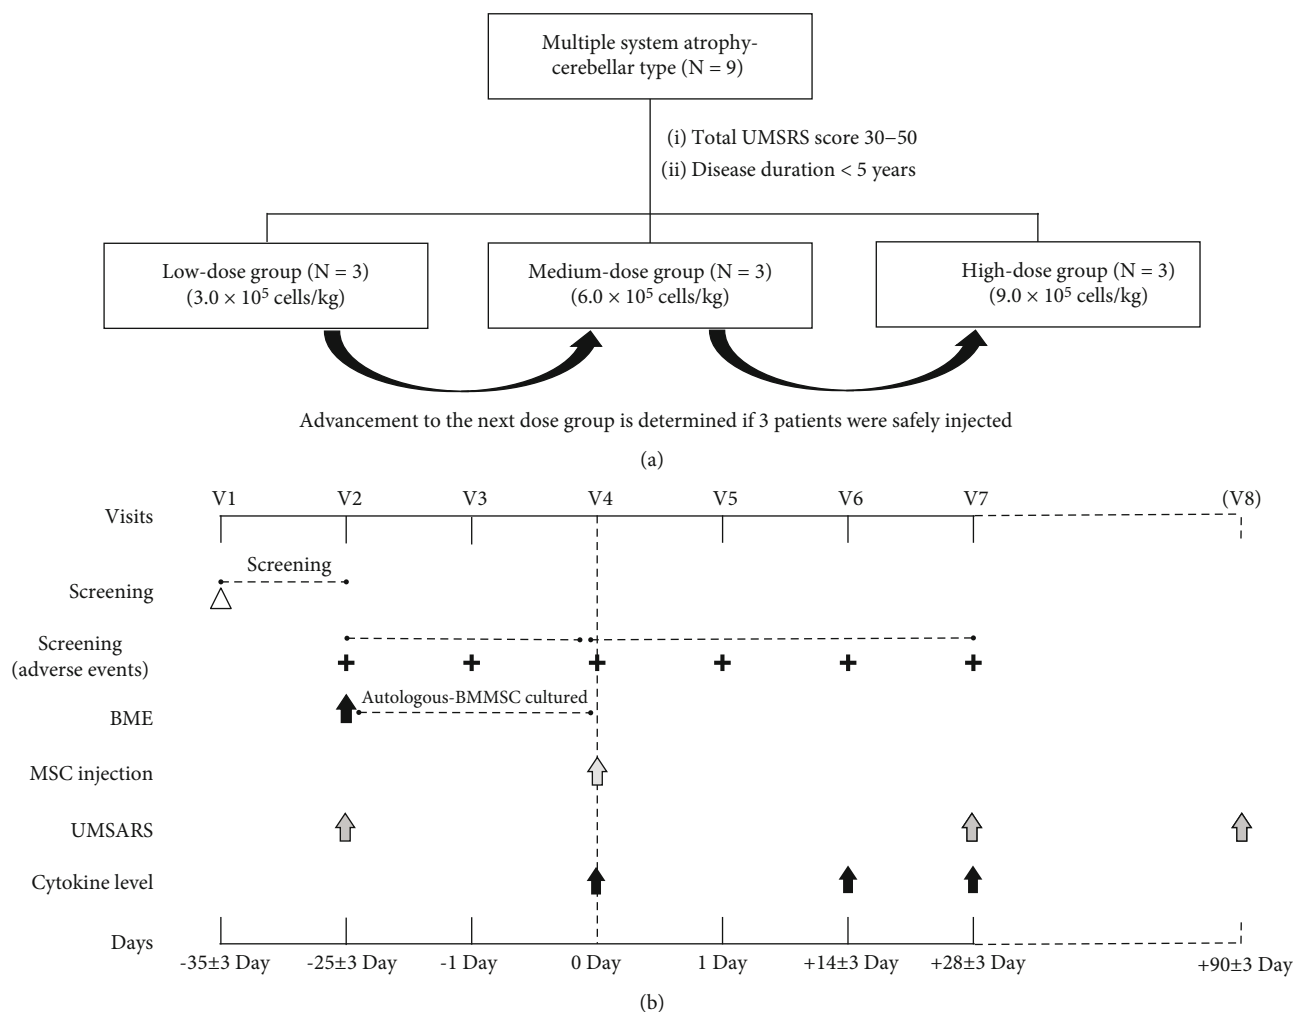 Multiple system atrophy-
cerebellar type (N = 9)
(i) Total UMSRS score 30–50
(ii) Disease duration < 5 years
Low-dose group (N = 3)
(3.0 × 10⁵ cells/kg)
Medium-dose group (N = 3)
(6.0 × 10⁵ cells/kg)
High-dose group (N = 3)
(9.0 × 10⁵ cells/kg)
Advancement to the next dose group is determined if 3 patients were safely injected
(a)
Visits V1 V2 V3 V4 V5 V6 V7 (V8)
Screening
Screening
Screening
(adverse events)
Autologous-BMMSC cultured
BME
MSC injection
UMSARS
Cytokine level
Days
-35±3 Day -25±3 Day -1 Day 0 Day 1 Day +14±3 Day +28±3 Day +90±3 Day
(b)